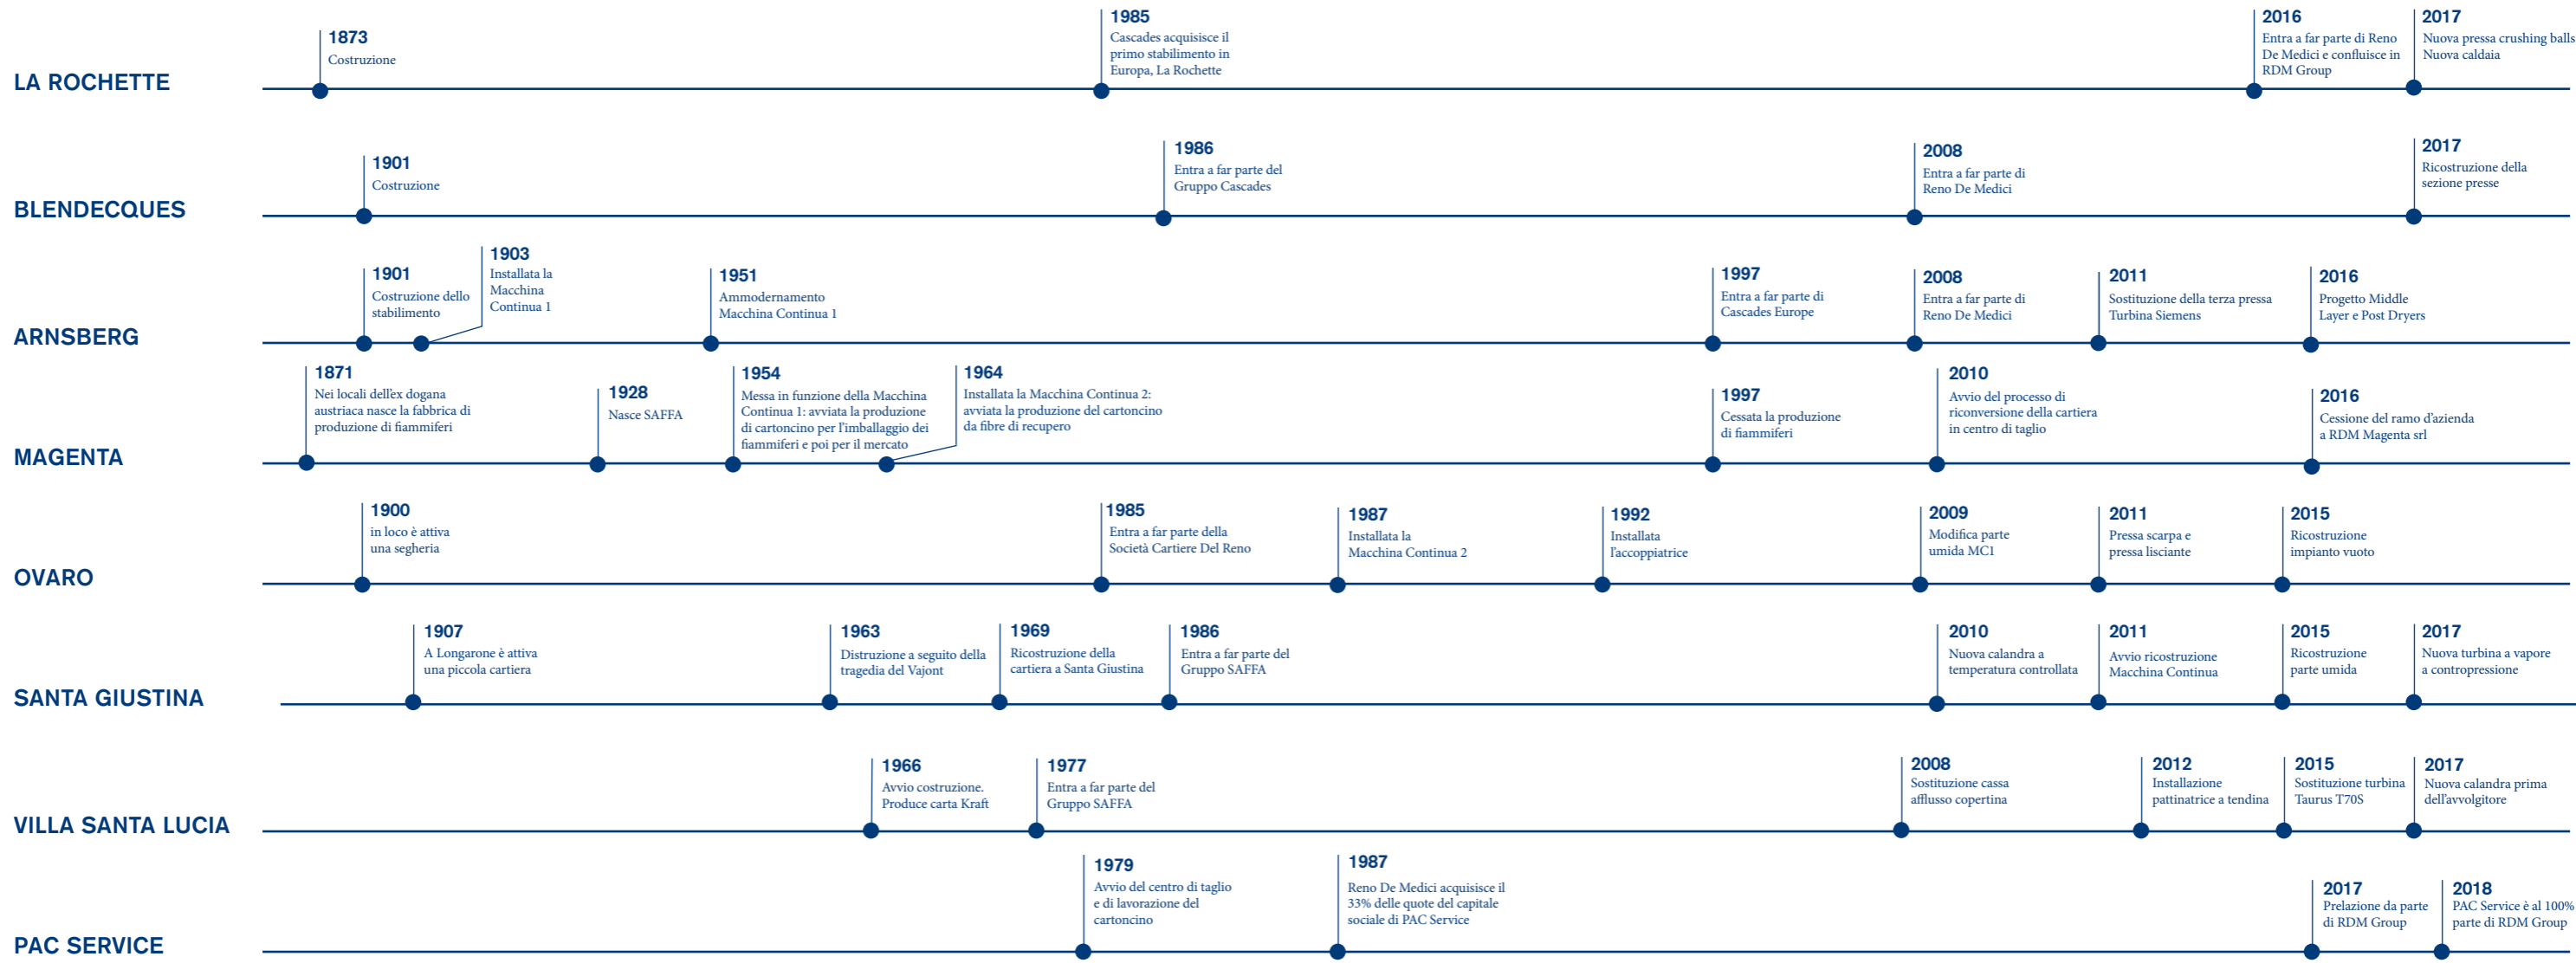 LA ROCHETTE
1873
Costruzione
1985
Cascades acquisisce il
primo stabilimento in
Europa, La Rochette
2016
Entra a far parte di Reno
De Medici e confluisce in
RDM Group
2017
Nuova pressa crushing balls
Nuova caldaia
BLENDECQUES
1901
Costruzione
1986
Entra a far parte del
Gruppo Cascades
2008
Entra a far parte di
Reno De Medici
2017
Ricostruzione della
sezione presse
ARNSBERG
1901
Costruzione dello
stabilimento
1903
Installata la
Macchina
Continua 1
1951
Ammodernamento
Macchina Continua 1
1997
Entra a far parte di
Cascades Europe
2008
Entra a far parte di
Reno De Medici
2011
Sostituzione della terza pressa
Turbina Siemens
2016
Progetto Middle
Layer e Post Dryers
MAGENTA
1871
Nei locali dell'ex dogana
austriaca nasce la fabbrica di
produzione di fiammiferi
1928
Nasce SAFFA
1954
Messa in funzione della Macchina
Continua 1: avviata la produzione
di cartoncino per l'imballaggio dei
fiammiferi e poi per il mercato
1964
Installata la Macchina Continua 2:
avviata la produzione del cartoncino
da fibre di recupero
1997
Cessata la produzione
di fiammiferi
2010
Avvio del processo di
riconversione della cartiera
in centro di taglio
2016
Cessione del ramo d'azienda
a RDM Magenta srl
OVARO
1900
in loco è attiva
una segheria
1985
Entra a far parte della
Società Cartiere Del Reno
1987
Installata la
Macchina Continua 2
1992
Installata
l'accoppiatrice
2009
Modifica parte
umida MC1
2011
Pressa scarpa e
pressa lisciante
2015
Ricostruzione
impianto vuoto
SANTA GIUSTINA
1907
A Longarone è attiva
una piccola cartiera
1963
Distruzione a seguito della
tragedia del Vajont
1969
Ricostruzione della
cartiera a Santa Giustina
1986
Entra a far parte del
Gruppo SAFFA
2010
Nuova calandra a
temperatura controllata
2011
Avvio ricostruzione
Macchina Continua
2015
Ricostruzione
parte umida
2017
Nuova turbina a vapore
a contropressione
VILLA SANTA LUCIA
1966
Avvio costruzione.
Produce carta Kraft
1977
Entra a far parte del
Gruppo SAFFA
2008
Sostituzione cassa
afflusso copertina
2012
Installazione
pattinatrice a tendina
2015
Sostituzione turbina
Taurus T70S
2017
Nuova calandra prima
dell'avvolgitore
PAC SERVICE
1979
Avvio del centro di taglio
e di lavorazione del
cartoncino
1987
Reno De Medici acquisisce il
33% delle quote del capitale
sociale di PAC Service
2017
Prelazione da parte
di RDM Group
2018
PAC Service è al 100%
parte di RDM Group